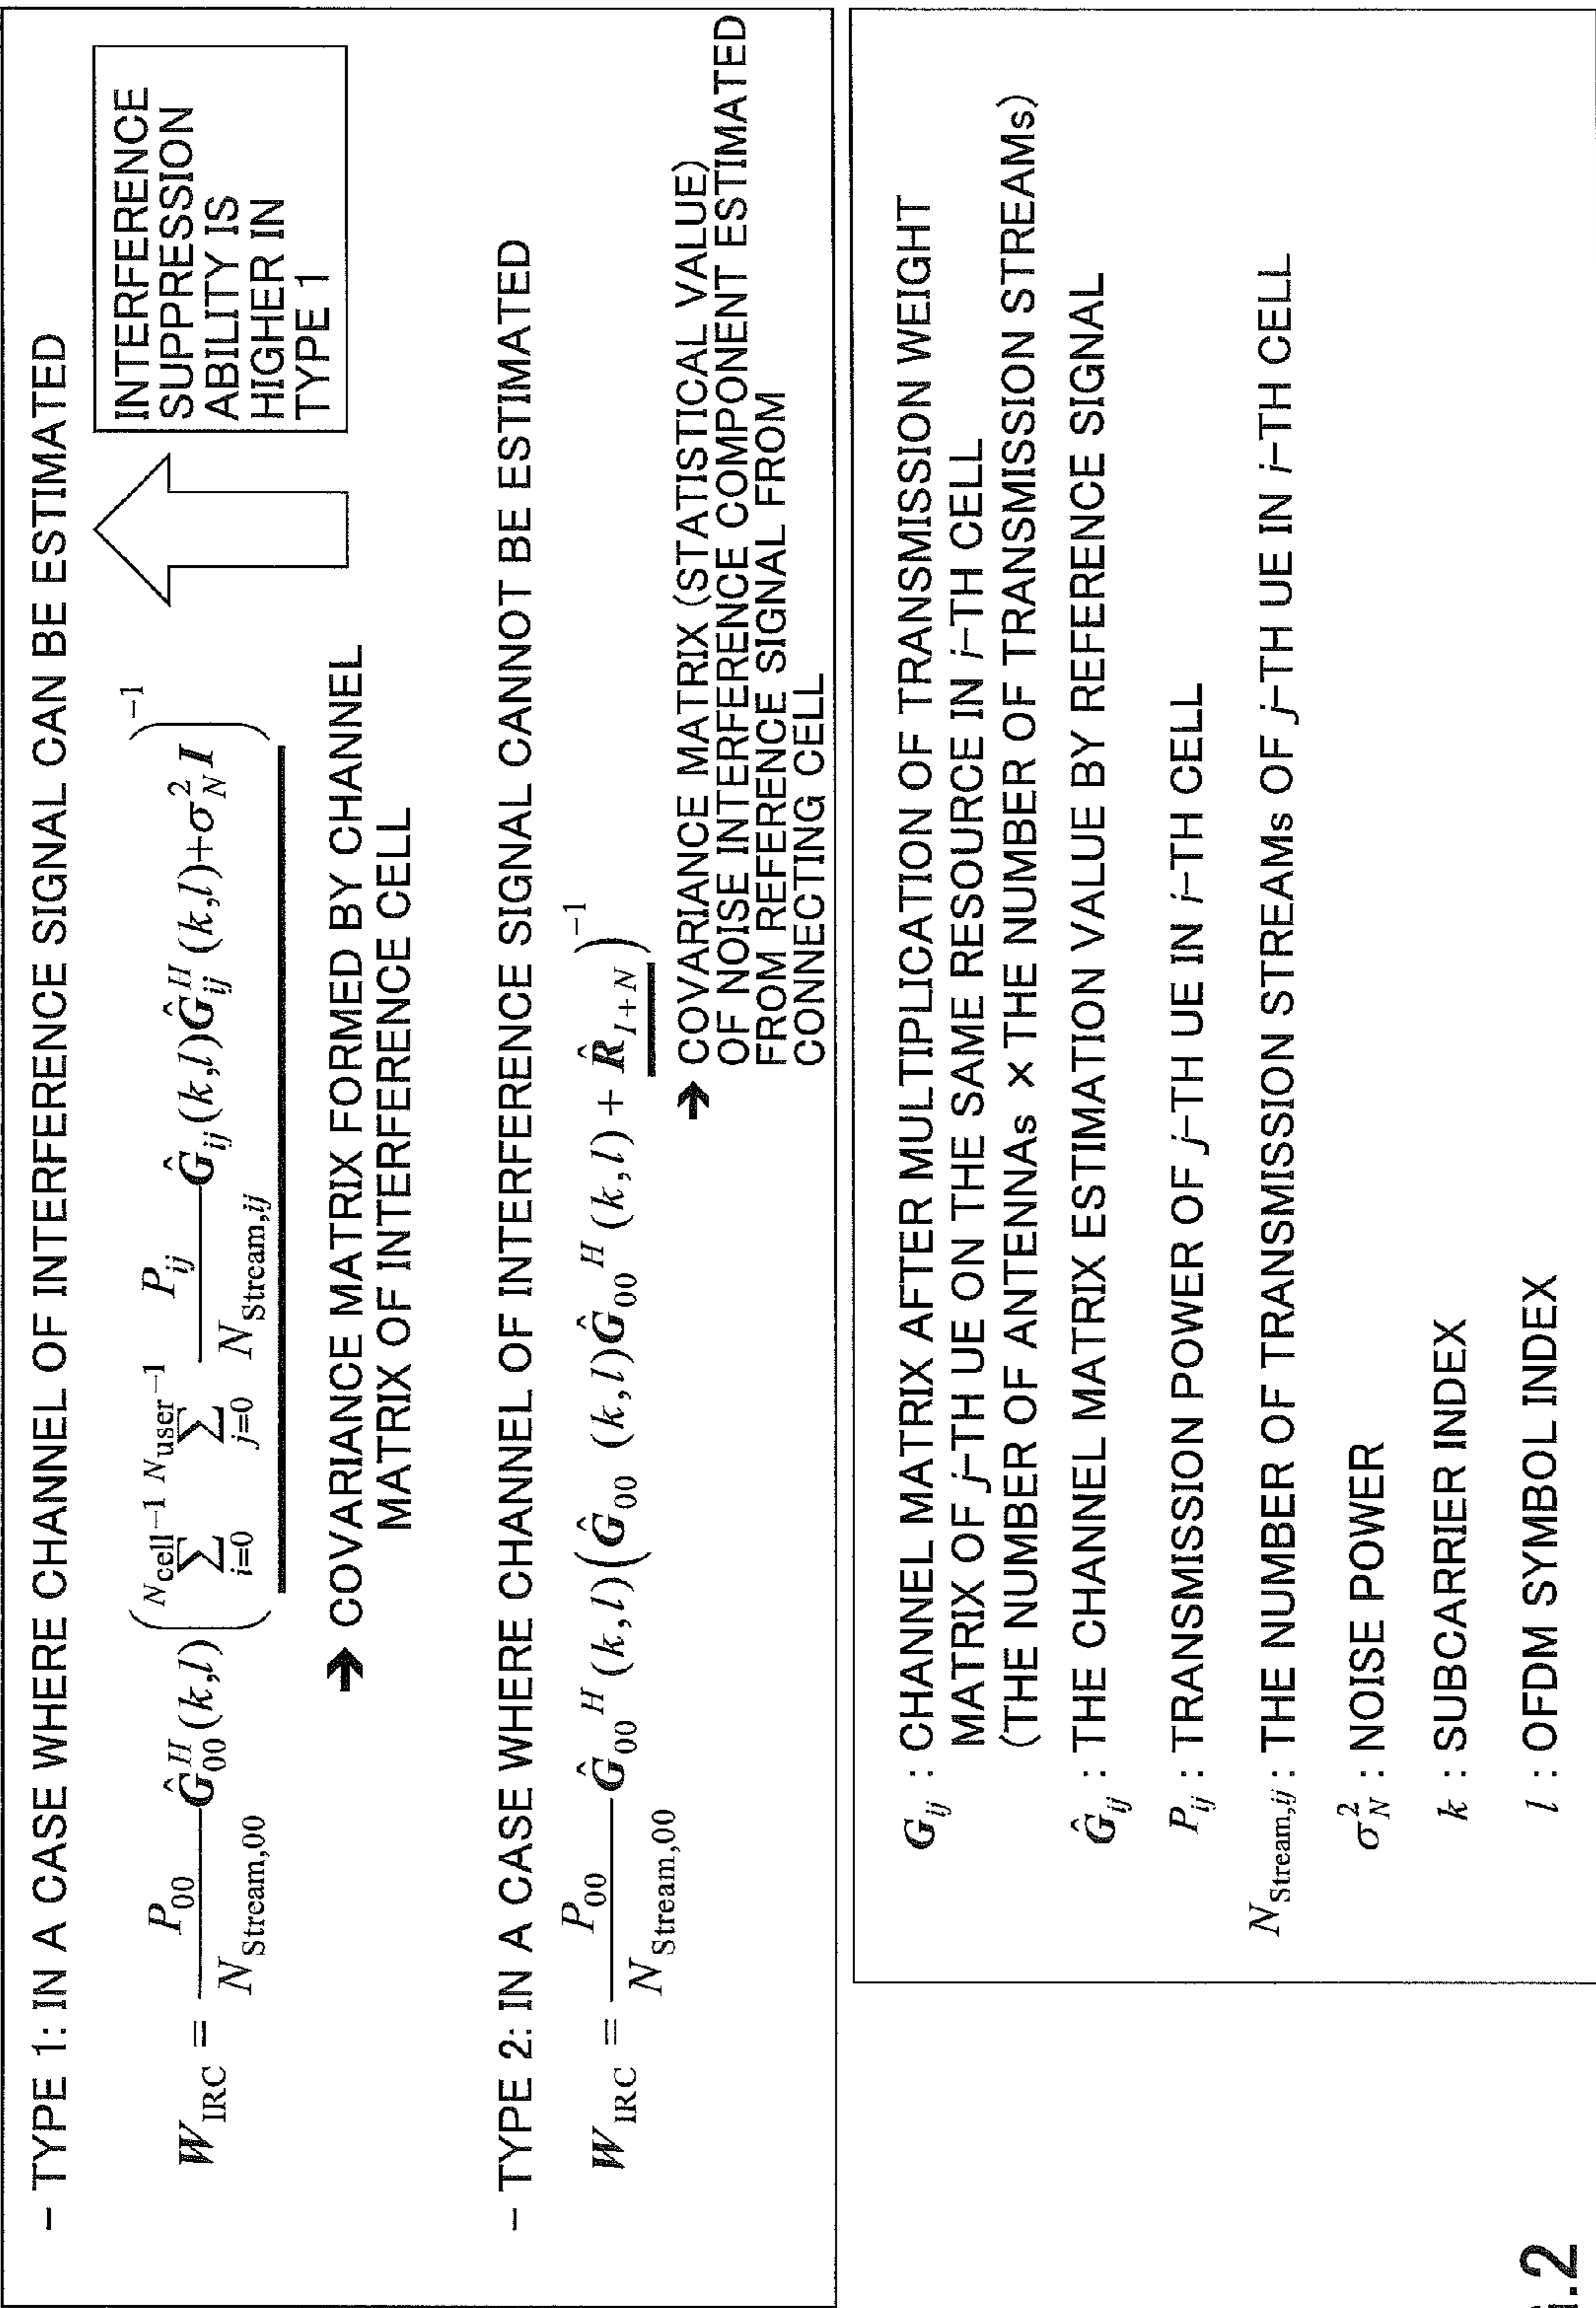 – TYPE 1: IN A CASE WHERE CHANNEL OF INTERFERENCE SIGNAL CAN BE ESTIMATED
W_IRC = P_00 / N_Stream,00 Ĝ_00^H (k,l) ( Σ_{i=0}^{N_cell−1} Σ_{j=0}^{N_user−1} P_ij / N_Stream,ij Ĝ_ij (k,l) Ĝ_ij^H (k,l) + σ_N^2 I )^−1
➔ COVARIANCE MATRIX FORMED BY CHANNEL
MATRIX OF INTERFERENCE CELL
INTERFERENCE
SUPPRESSION
ABILITY IS
HIGHER IN
TYPE 1
– TYPE 2: IN A CASE WHERE CHANNEL OF INTERFERENCE SIGNAL CANNOT BE ESTIMATED
W_IRC = P_00 / N_Stream,00 Ĝ_00^H (k,l) ( Ĝ_00 (k,l) Ĝ_00^H (k,l) + R̂_I+N )^−1
➔ COVARIANCE MATRIX (STATISTICAL VALUE)
OF NOISE INTERFERENCE COMPONENT ESTIMATED
FROM REFERENCE SIGNAL FROM
CONNECTING CELL
G_ij : CHANNEL MATRIX AFTER MULTIPLICATION OF TRANSMISSION WEIGHT
MATRIX OF j-TH UE ON THE SAME RESOURCE IN i-TH CELL
(THE NUMBER OF ANTENNAs × THE NUMBER OF TRANSMISSION STREAMs)
Ĝ_ij : THE CHANNEL MATRIX ESTIMATION VALUE BY REFERENCE SIGNAL
P_ij : TRANSMISSION POWER OF j-TH UE IN i-TH CELL
N_Stream,ij : THE NUMBER OF TRANSMISSION STREAMs OF j-TH UE IN i-TH CELL
σ_N^2 : NOISE POWER
k : SUBCARRIER INDEX
l : OFDM SYMBOL INDEX
.2